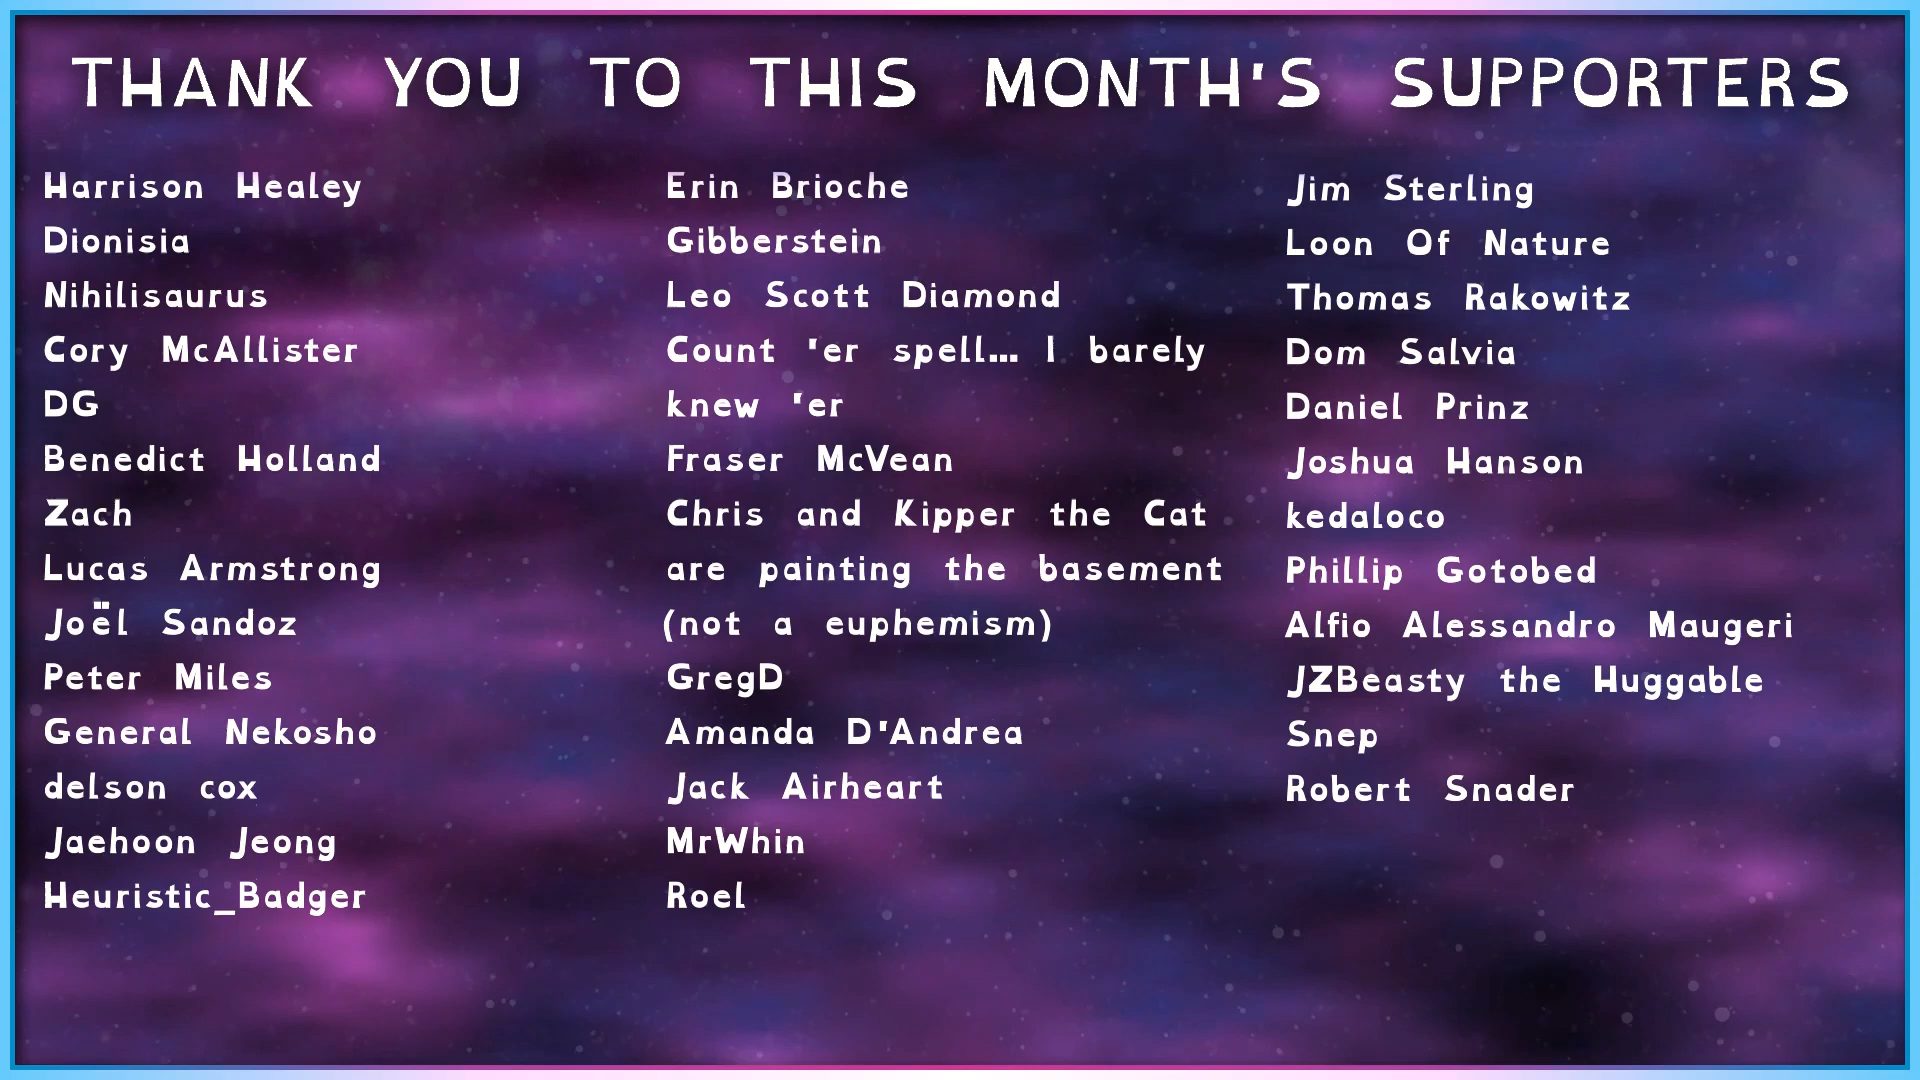 THANK YOU TO THIS MONTH'S SUPPORTERS
Harrison Healey
Dionisia
Nihilisaurus
Cory McAllister
DG
Benedict Holland
Zach
Lucas Armstrong
Joël Sandoz
Peter Miles
General Nekosho
delson cox
Jaehoon Jeong
Heuristic_Badger
Erin Brioche
Gibberstein
Leo Scott Diamond
Count 'er spell... I barely
knew 'er
Fraser McVean
Chris and Kipper the Cat
are painting the basement
(not a euphemism)
GregD
Amanda D'Andrea
Jack Airheart
MrWhin
Roel
Jim Sterling
Loon Of Nature
Thomas Rakowitz
Dom Salvia
Daniel Prinz
Joshua Hanson
kedaloco
Phillip Gotobed
Alfio Alessandro Maugeri
JZBeasty the Huggable
Snep
Robert Snader